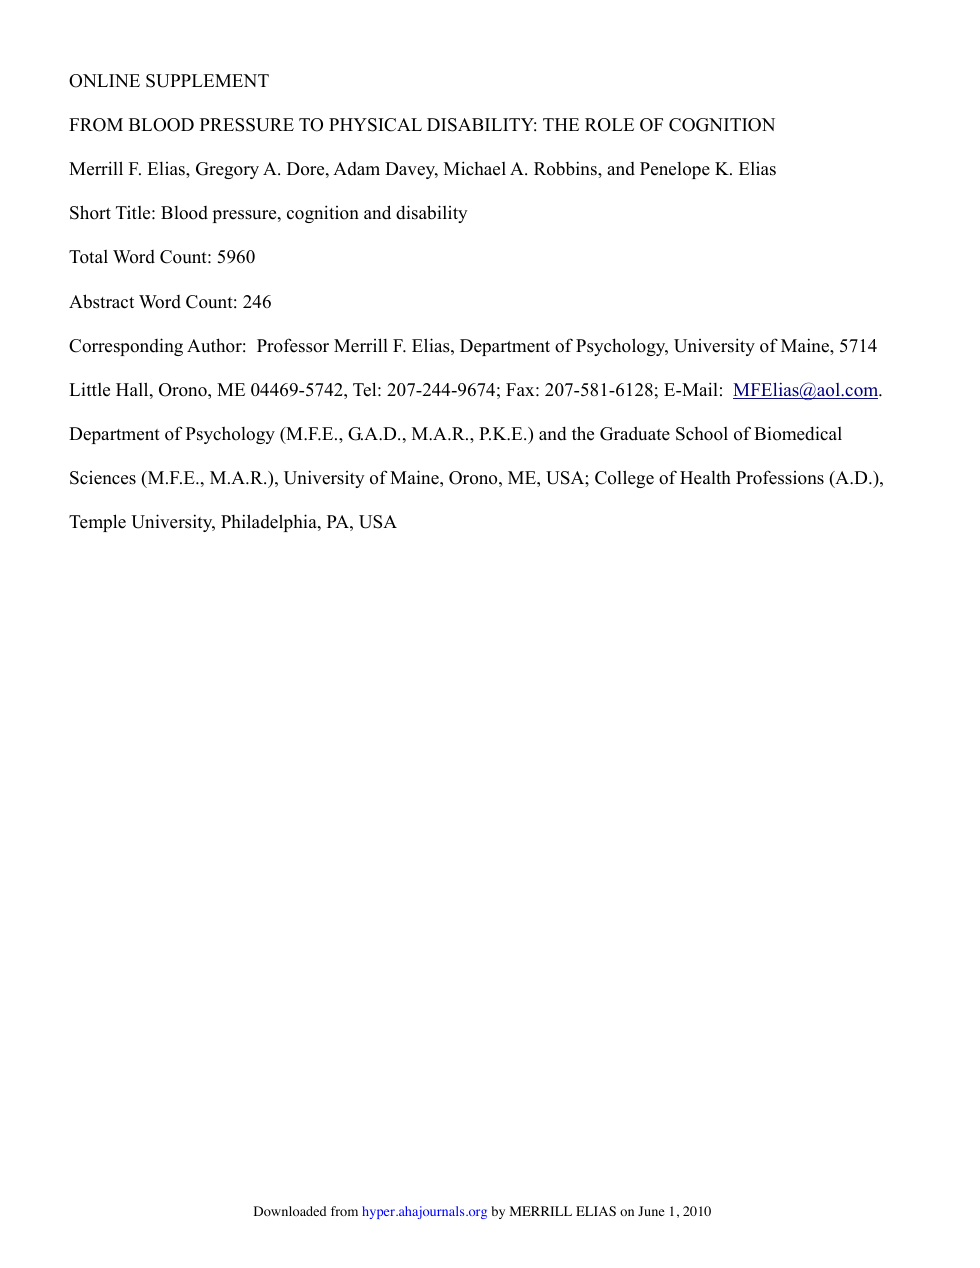 ONLINE SUPPLEMENT
FROM BLOOD PRESSURE TO PHYSICAL DISABILITY: THE ROLE OF COGNITION
Merrill F. Elias, Gregory A. Dore, Adam Davey, Michael A. Robbins, and Penelope K. Elias
Short Title: Blood pressure, cognition and disability
Total Word Count: 5960
Abstract Word Count: 246
Corresponding Author:  Professor Merrill F. Elias, Department of Psychology, University of Maine, 5714
Little Hall, Orono, ME 04469-5742, Tel: 207-244-9674; Fax: 207-581-6128; E-Mail:  MFElias@aol.com.
Department of Psychology (M.F.E., G.A.D., M.A.R., P.K.E.) and the Graduate School of Biomedical
Sciences (M.F.E., M.A.R.), University of Maine, Orono, ME, USA; College of Health Professions (A.D.),
Temple University, Philadelphia, PA, USA
Downloaded from hyper.ahajournals.org by MERRILL ELIAS on June 1, 2010